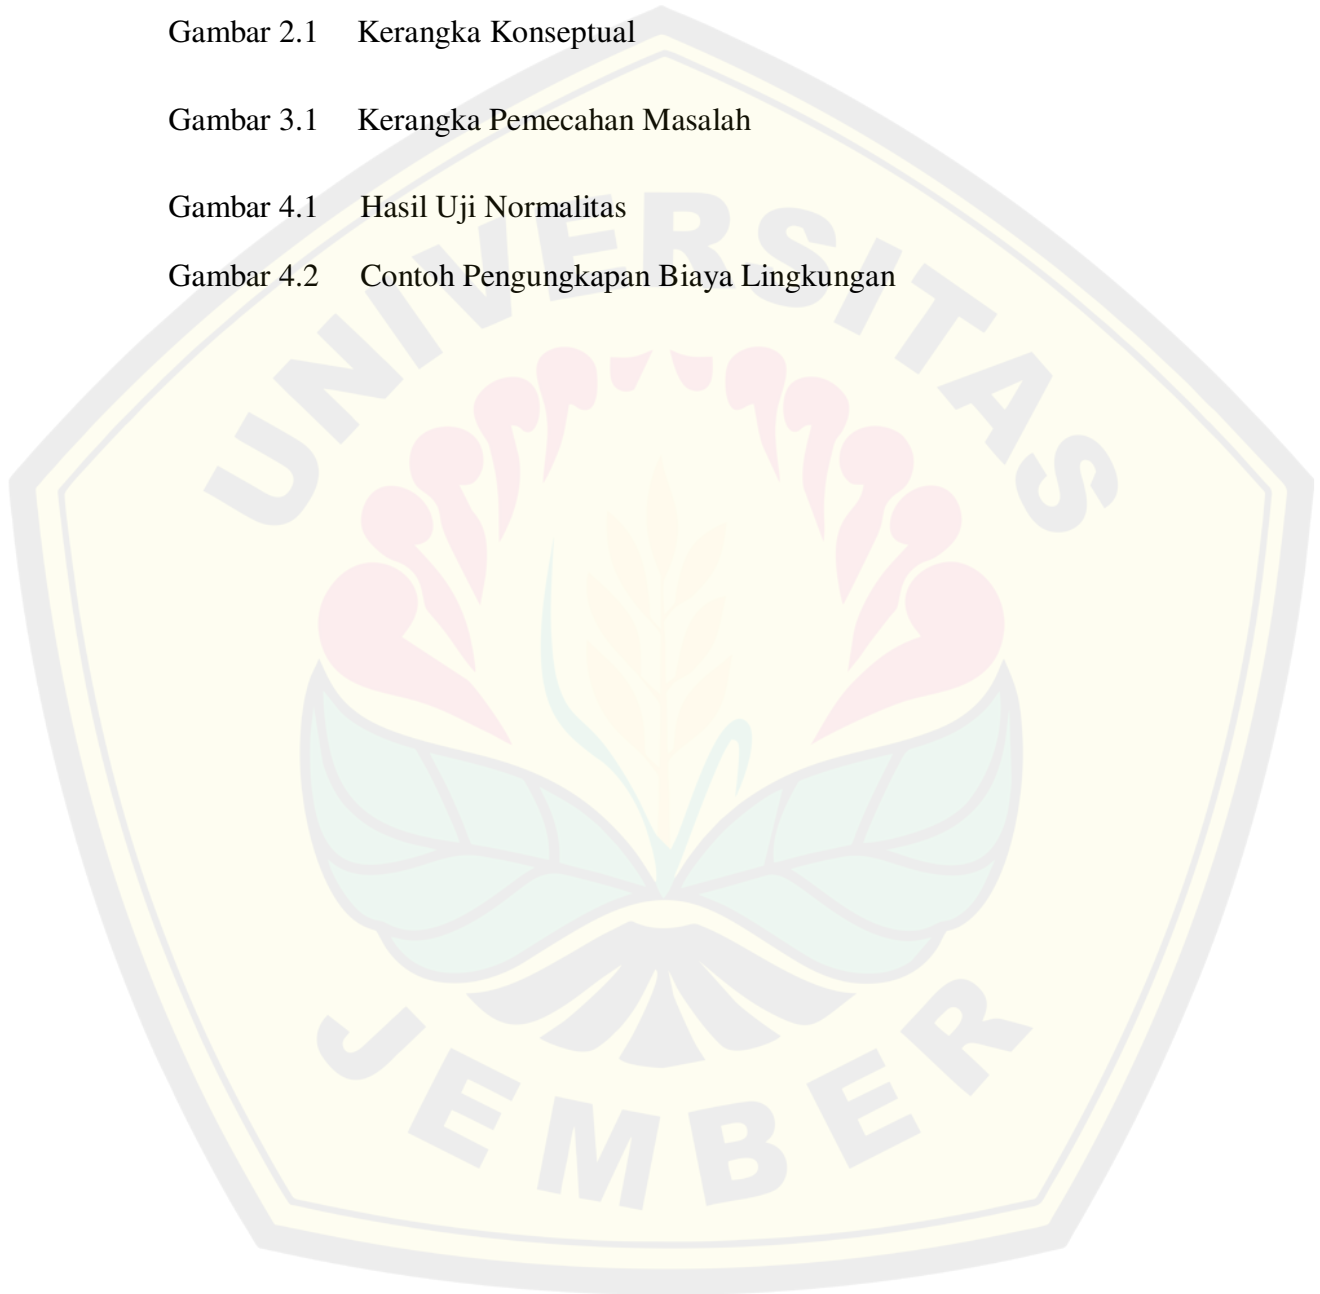 Gambar 2.1 Kerangka Konseptual
Gambar 3.1 Kerangka Pemecahan Masalah
Gambar 4.1 Hasil Uji Normalitas
Gambar 4.2 Contoh Pengungkapan Biaya Lingkungan
UNIVERSITAS
JEMBER